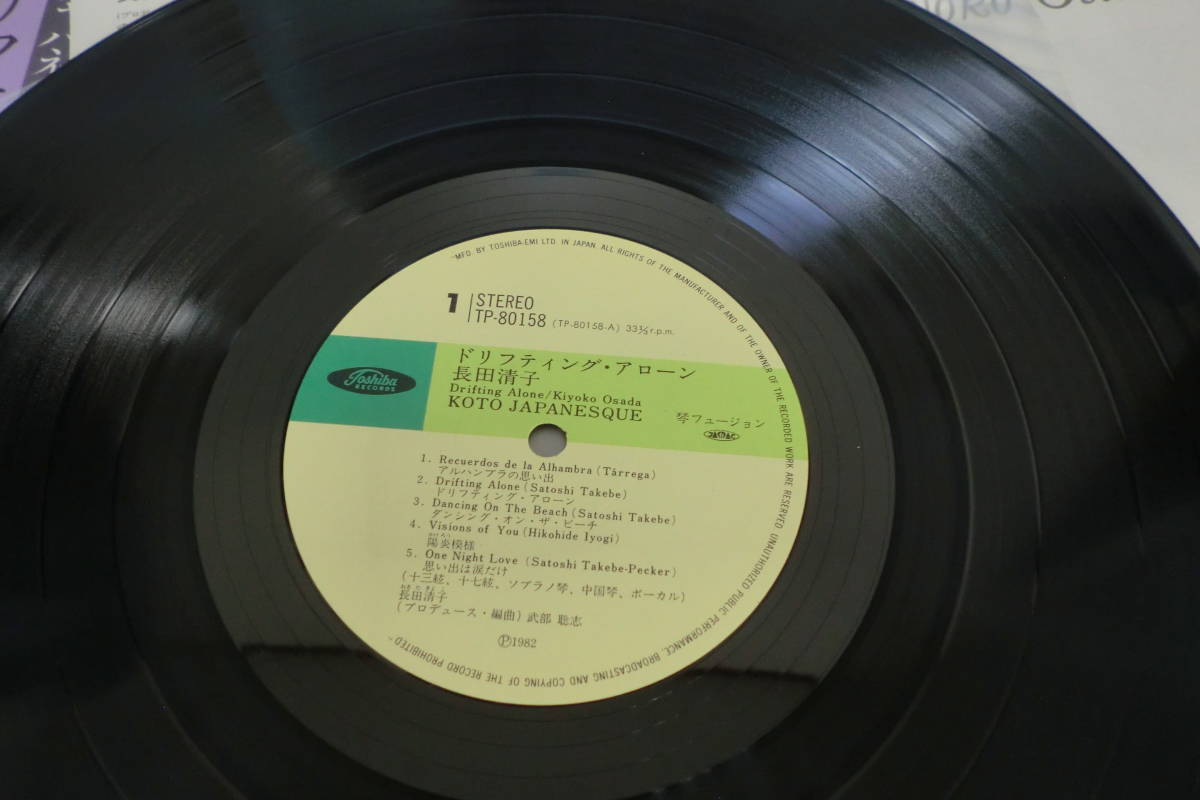 "MFD. BY TOSHIBA-EMI LTD. IN JAPAN. ALL RIGHTS OF THE MANUFACTURER AND OF THE OWNER OF THE RECORDED WORK ARE RESERVED UNAUTHORIZED PUBLIC PERFORMANCE. BROADCASTING AND COPYING OF THE RECORD PROHIBITED"
1 STEREO
TP-80158 (TP-80158-A) 33⅓r.p.m.
Toshiba
RECORDS
ドリフティング・アローン
長田清子
Drifting Alone/Kiyoko Osada
KOTO JAPANESQUE 琴フュージョン
JASRAC
1. Recuerdos de la Alhambra (Tárrega)
アルハンブラの思い出
2. Drifting Alone (Satoshi Takebe)
ドリフティング・アローン
3. Dancing On The Beach (Satoshi Takebe)
ダンシング・オン・ザ・ビーチ
4. Visions of You (Hikohide Iyogi)
かげろう
陽炎模様
5. One Night Love (Satoshi Takebe-Pecker)
思い出は涙だけ
(十三絃、十七絃、ソプラノ琴、中国琴、ボーカル)
長田清子
(プロデュース・編曲) 武部 聡志
Ⓟ1982